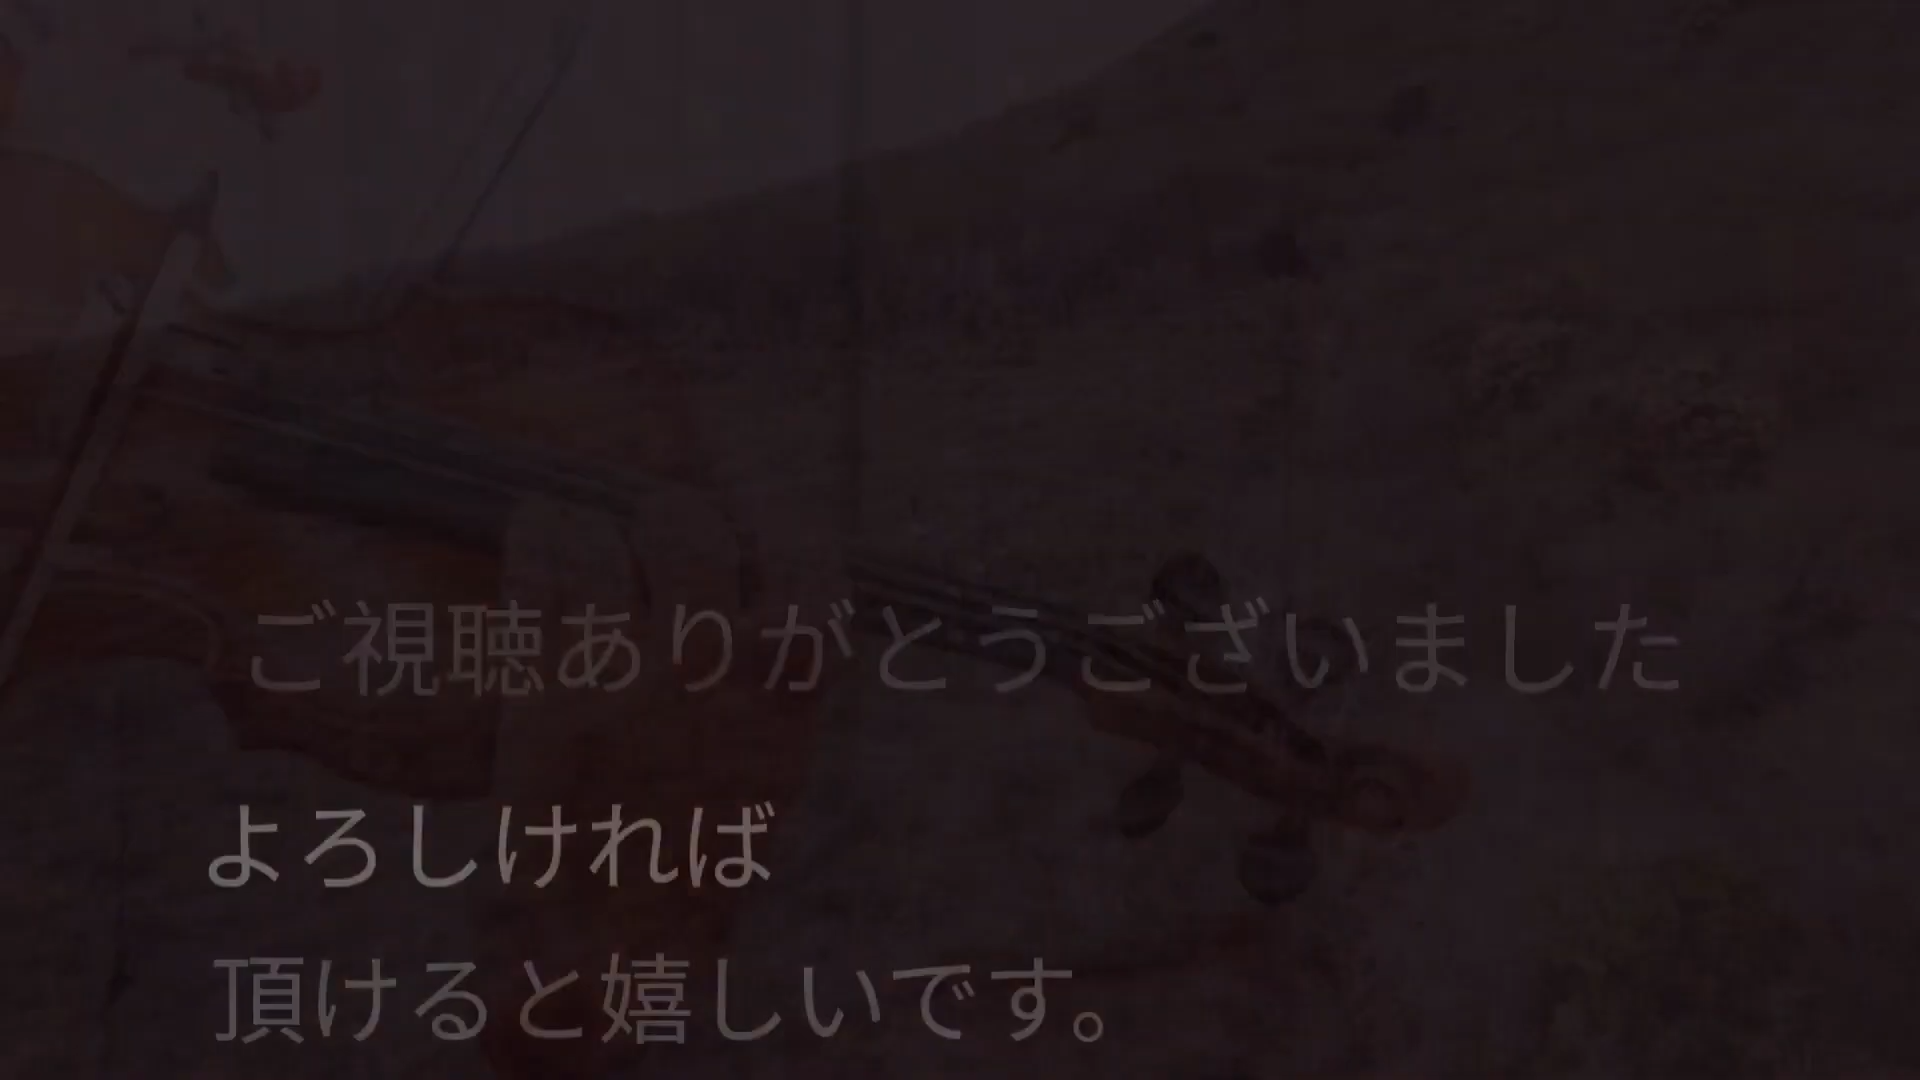 ご視聴ありがとうございました
よろしければ
頂けると嬉しいです。